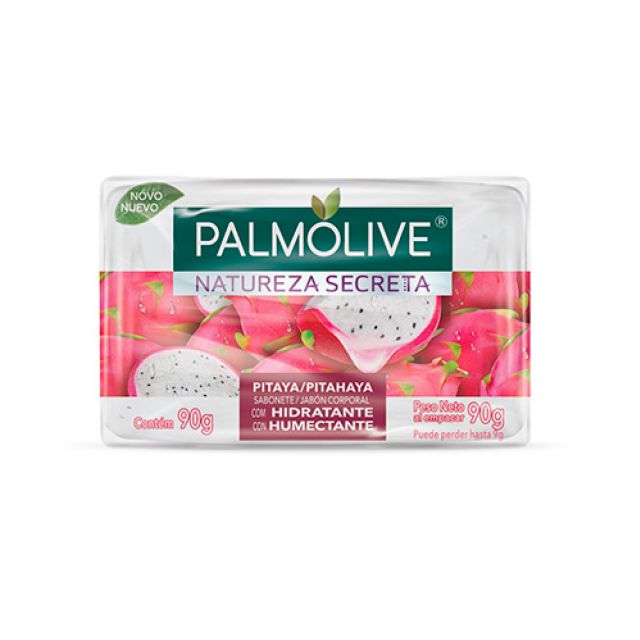 NOVO
NUEVO
PALMOLIVE®
NATUREZA SECRETA
PITAYA/PITAHAYA
SABONETE / JABÓN CORPORAL
COM HIDRATANTE
CON HUMECTANTE
Contém 90g
Peso Neto
al empacar 90g
Puede perder hasta 9g